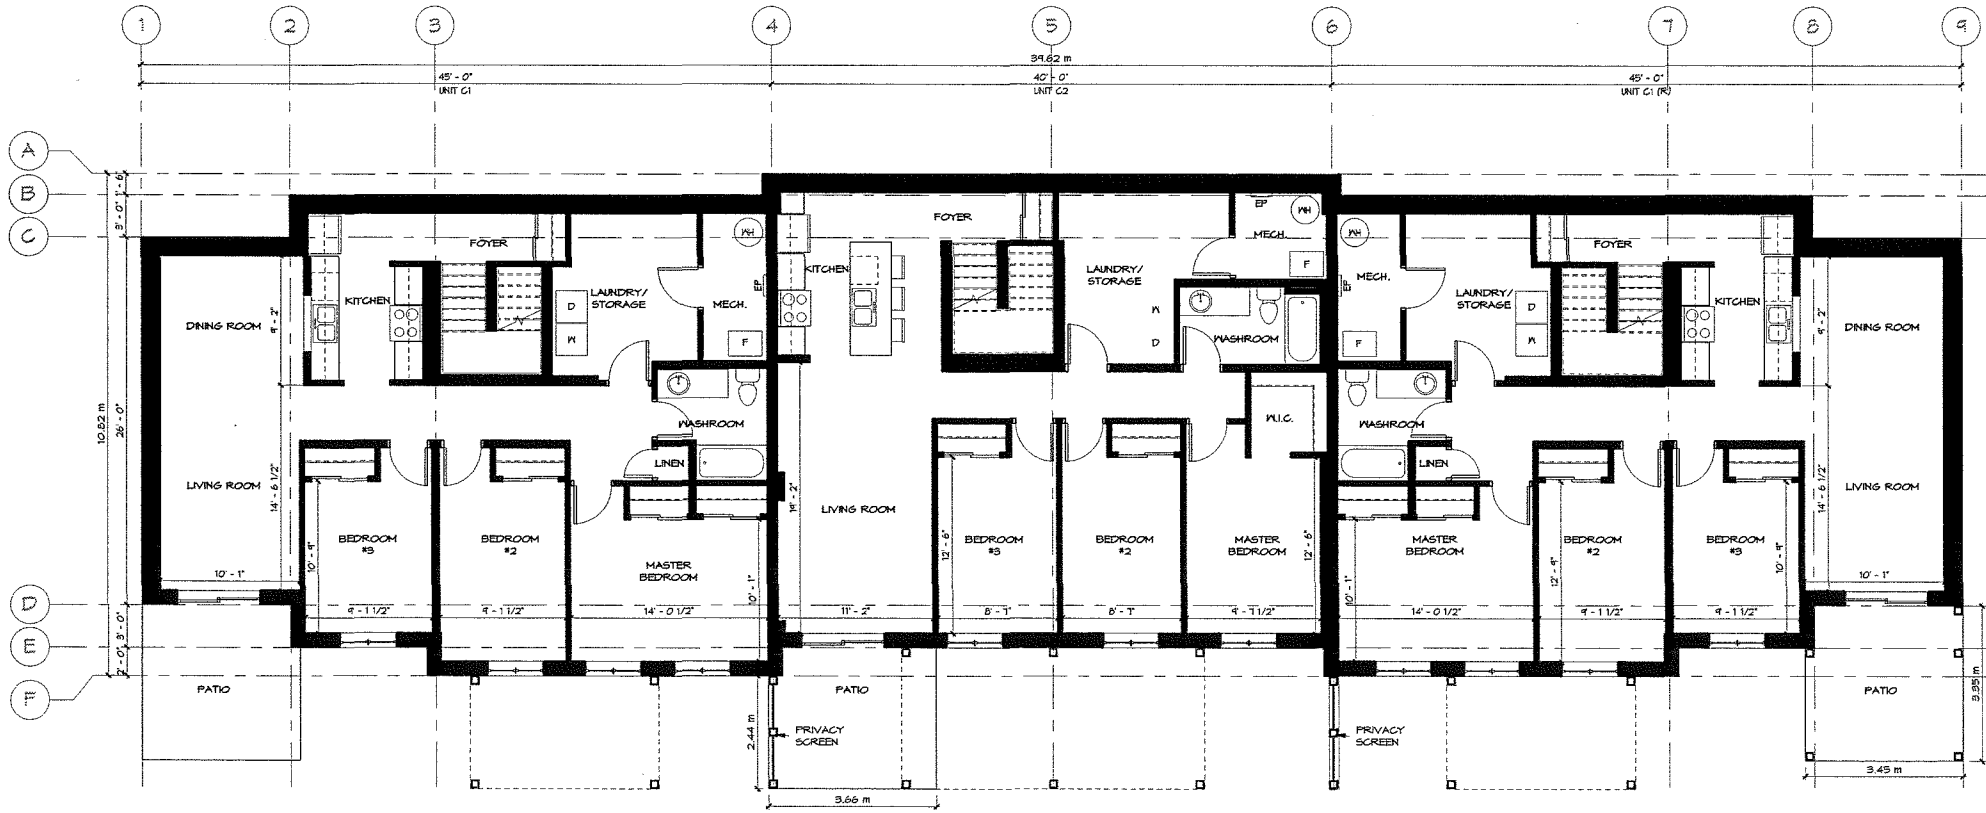 1 2 3 4 5 6 7 8 9
39.62 m
45' - 0" 40' - 0" 45' - 0"
UNIT C1 UNIT C2 UNIT C1 (R)
A
B
C
1' - 6"
3' - 0"
10.82 m
26' - 0"
FOYER FOYER FOYER
WH EP WH WH
MECH.
F
KITCHEN KITCHEN KITCHEN
LAUNDRY/
STORAGE
LAUNDRY/
STORAGE
LAUNDRY/
STORAGE
MECH. MECH.
EP EP
D W W D D W
F F
DINING ROOM DINING ROOM
9' - 2" 9' - 2"
WASHROOM
WASHROOM WASHROOM
W.I.C.
LINEN LINEN
LIVING ROOM LIVING ROOM LIVING ROOM
14' - 6 1/2" 19' - 2" 14' - 6 1/2"
BEDROOM
#3
BEDROOM
#2
MASTER
BEDROOM
BEDROOM
#3
BEDROOM
#2
MASTER
BEDROOM
MASTER
BEDROOM
BEDROOM
#2
BEDROOM
#3
10' - 9" 10' - 1" 12' - 6" 12' - 6" 10' - 1" 12' - 9" 10' - 9"
10' - 1" 10' - 1"
9' - 1 1/2" 9' - 1 1/2" 14' - 0 1/2" 11' - 2" 8' - 7" 8' - 7" 9' - 1 1/2" 14' - 0 1/2" 9' - 1 1/2" 9' - 1 1/2"
D
E
F
3' - 0"
2' - 0"
PATIO PATIO PATIO
PRIVACY
SCREEN
PRIVACY
SCREEN
2.44 m
3.35 m
3.66 m
3.45 m